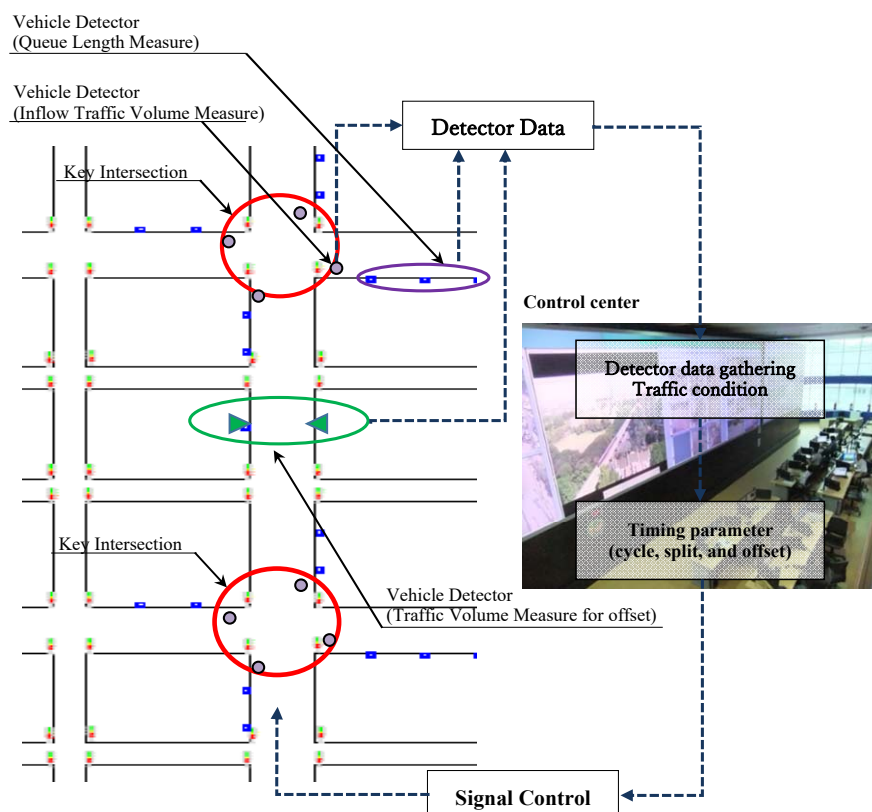 Vehicle Detector
(Queue Length Measure)
Vehicle Detector
(Inflow Traffic Volume Measure)
Detector Data
Key Intersection
Control center
Detector data gathering
Traffic condition
Timing parameter
(cycle, split, and offset)
Key Intersection
Vehicle Detector
(Traffic Volume Measure for offset)
Signal Control